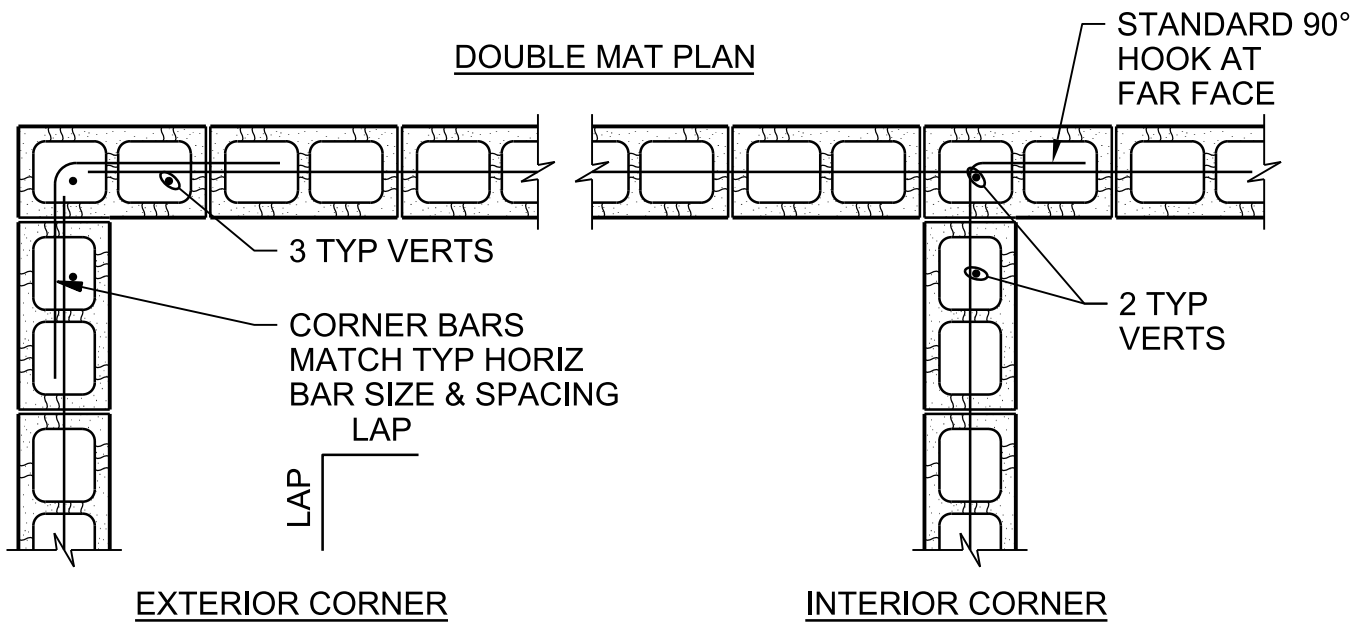 DOUBLE MAT PLAN
STANDARD 90°
HOOK AT
FAR FACE
3 TYP VERTS
CORNER BARS
MATCH TYP HORIZ
BAR SIZE & SPACING
LAP
LAP
2 TYP
VERTS
EXTERIOR CORNER
INTERIOR CORNER